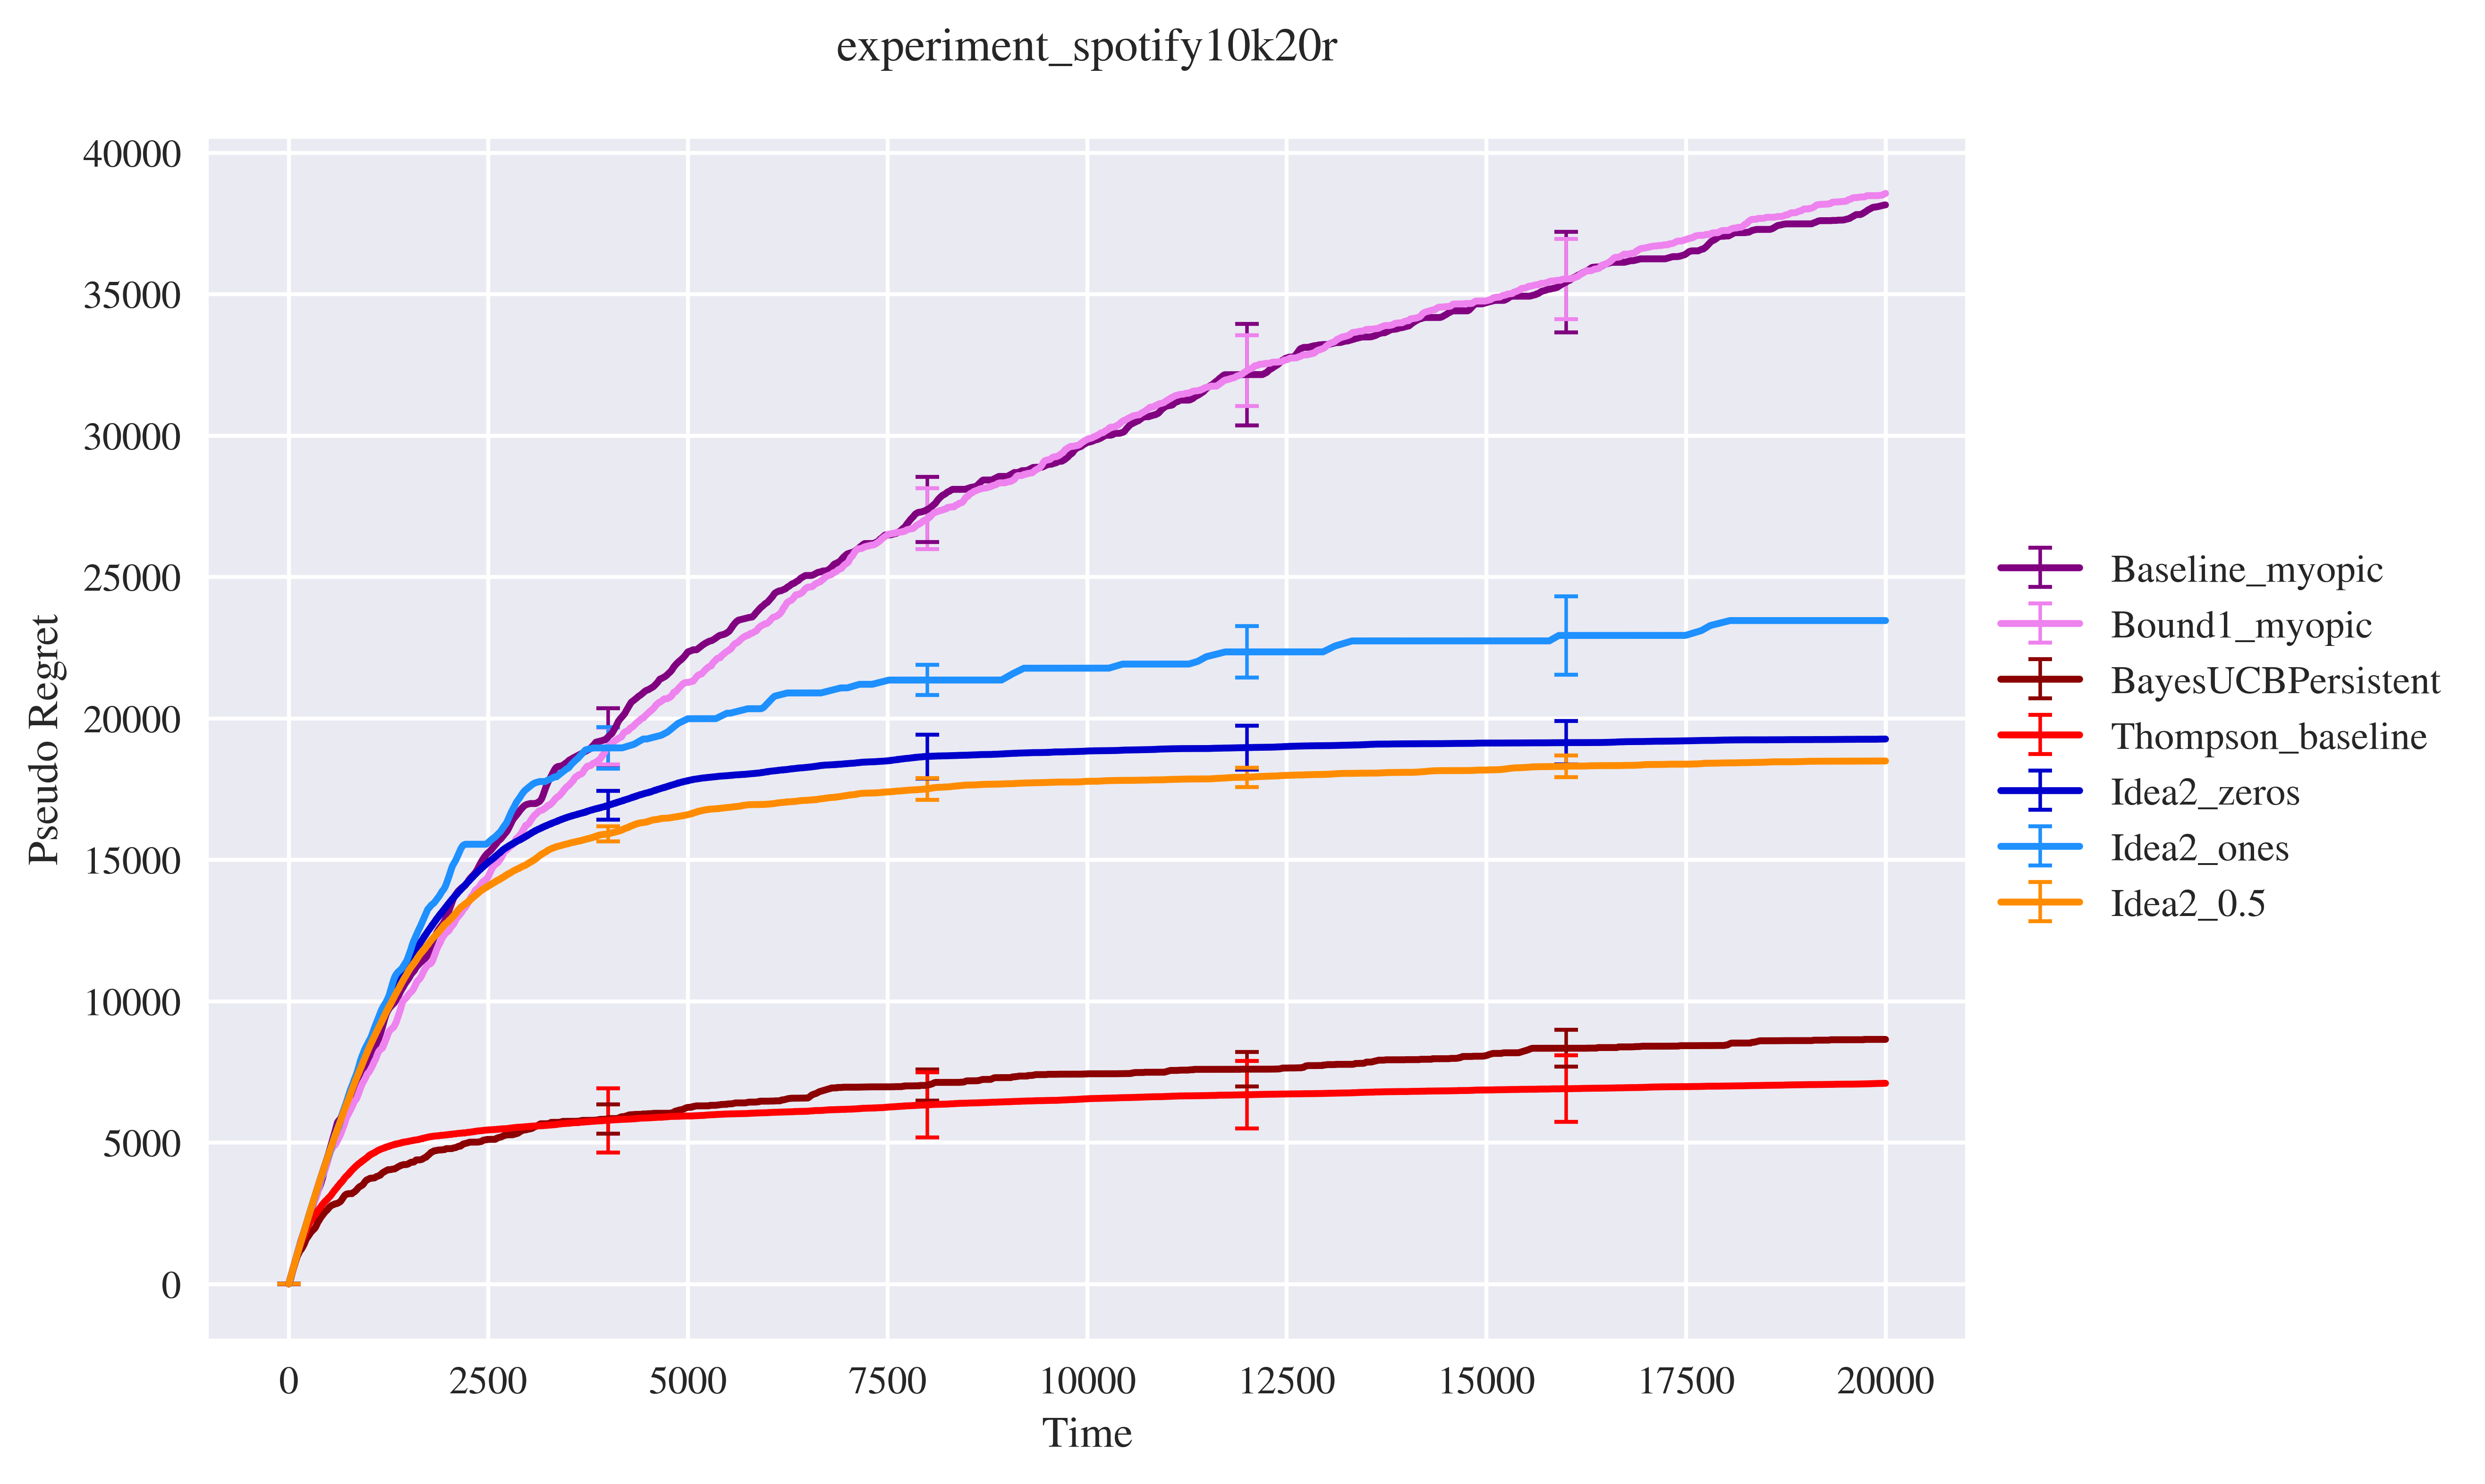 experiment_spotify10k20r
40000
35000
30000
25000
20000
15000
10000
5000
0
Pseudo Regret
0 2500 5000 7500 10000 12500 15000 17500 20000
Time
Baseline_myopic
Bound1_myopic
BayesUCBPersistent
Thompson_baseline
Idea2_zeros
Idea2_ones
Idea2_0.5